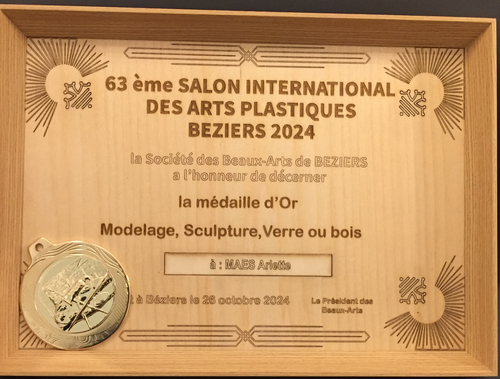 63 ème SALON INTERNATIONAL
DES ARTS PLASTIQUES
BEZIERS 2024
la Société des Beaux-Arts de BEZIERS
a l'honneur de décerner
la médaille d'Or
Modelage, Sculpture,Verre ou bois
à : MAES Arlette
à Béziers le 26 octobre 2024
Le Président des
Beaux-Arts